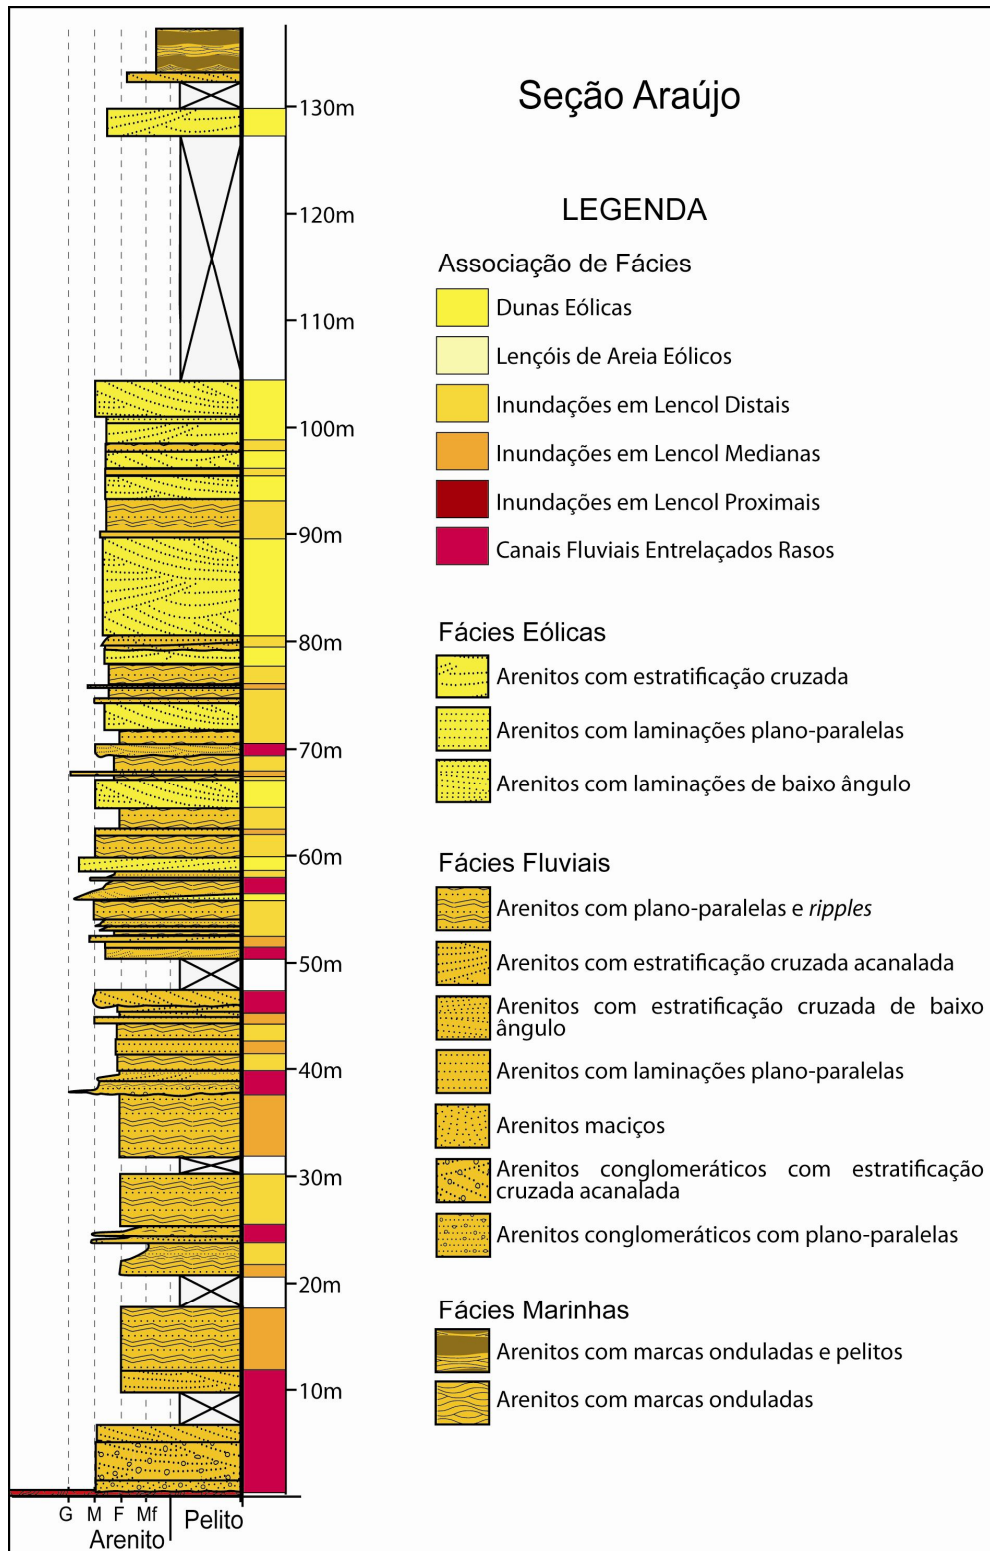 Seção Araújo
130m
120m
110m
100m
90m
80m
70m
60m
50m
40m
30m
20m
10m
G M F Mf
Arenito
Pelito
LEGENDA
Associação de Fácies
Dunas Eólicas
Lençóis de Areia Eólicos
Inundações em Lencol Distais
Inundações em Lencol Medianas
Inundações em Lencol Proximais
Canais Fluviais Entrelaçados Rasos
Fácies Eólicas
Arenitos com estratificação cruzada
Arenitos com laminações plano-paralelas
Arenitos com laminações de baixo ângulo
Fácies Fluviais
Arenitos com plano-paralelas e ripples
Arenitos com estratificação cruzada acanalada
Arenitos com estratificação cruzada de baixo
ângulo
Arenitos com laminações plano-paralelas
Arenitos maciços
Arenitos conglomeráticos com estratificação
cruzada acanalada
Arenitos conglomeráticos com plano-paralelas
Fácies Marinhas
Arenitos com marcas onduladas e pelitos
Arenitos com marcas onduladas